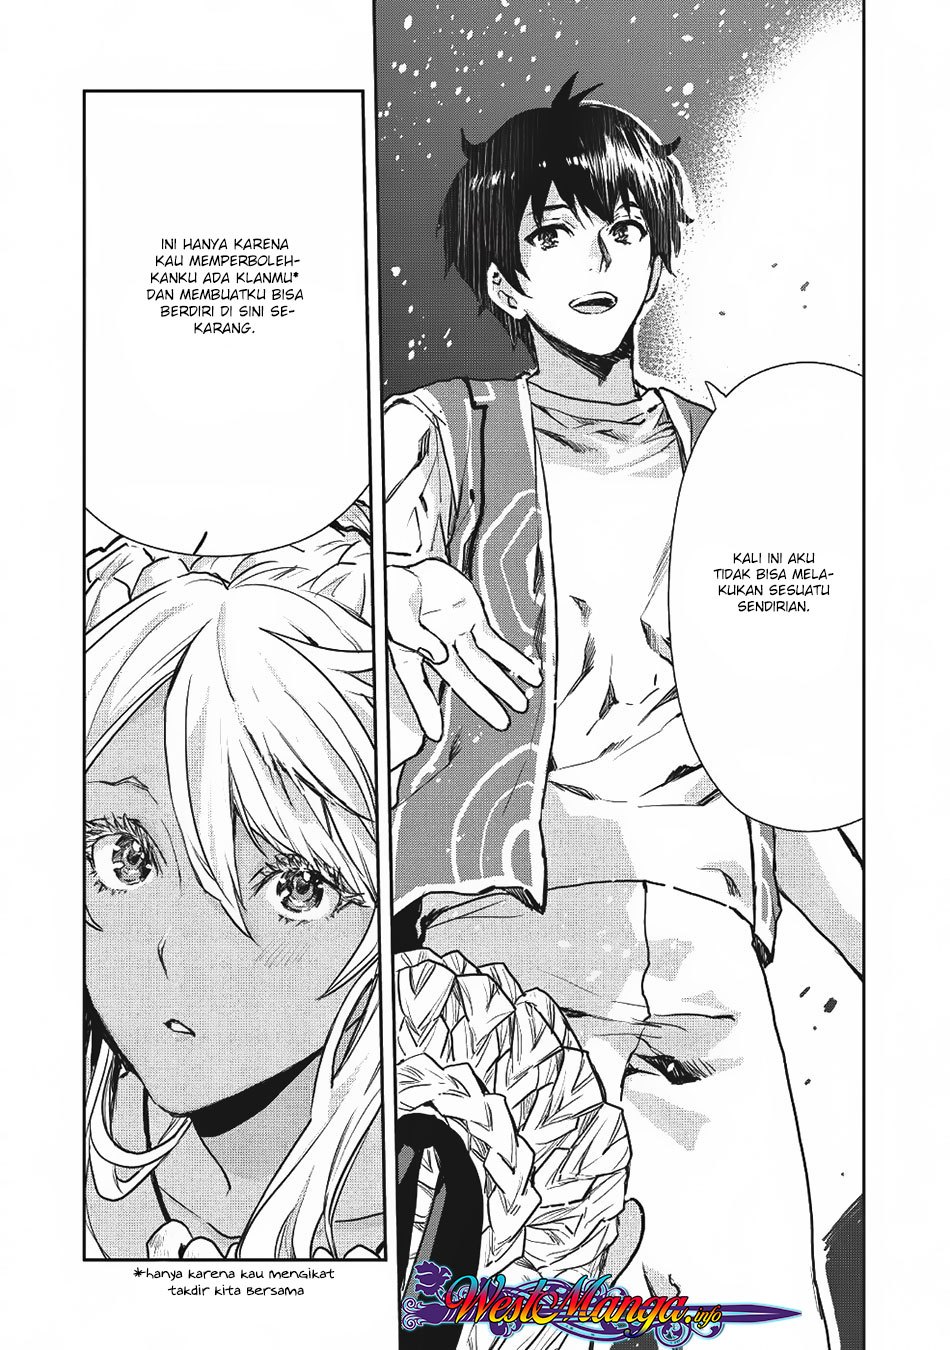 KALI INI AKU
TIDAK BISA MELA-
KUKAN SESUATU
SENDIRIAN.
INI HANYA KARENA
KAU MEMPERBOLEH-
KANKU ADA KLANMU*
DAN MEMBUATKU BISA
BERDIRI DI SINI SE-
KARANG.
*hanya karena kau mengikat
takdir kita Bersama
WestManga.info